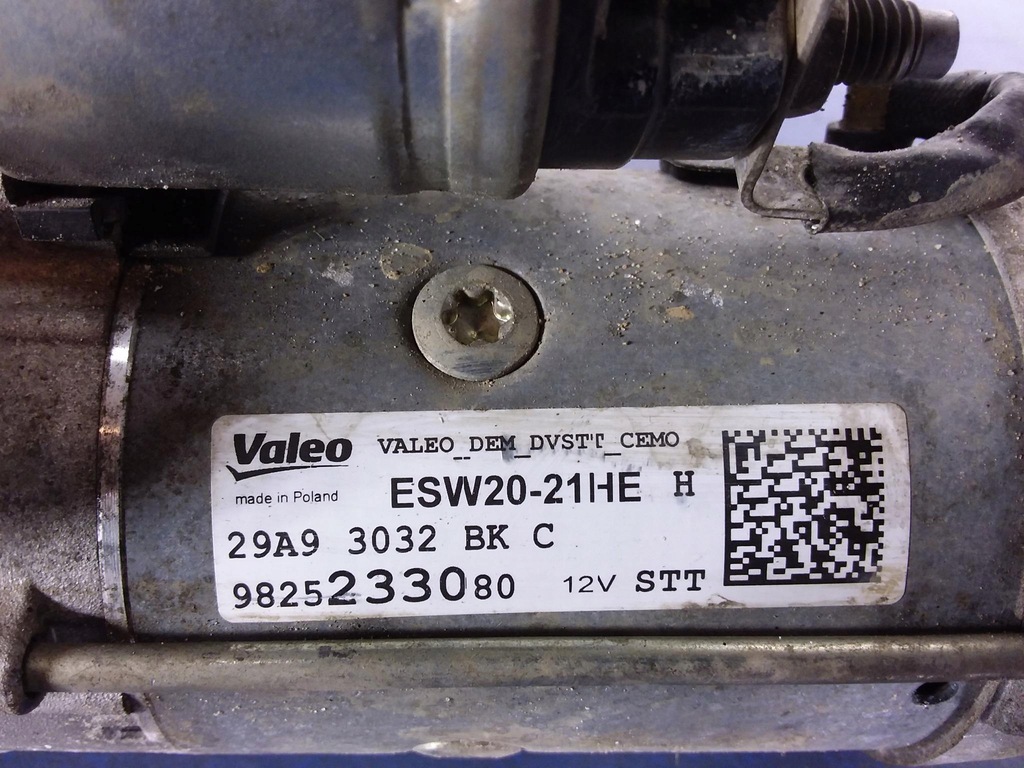 Valeo VALEO_DEM_DVSTT_CEMO
made in Poland ESW20-21HE H
29A9 3032 BK C
9825233080 12V STT